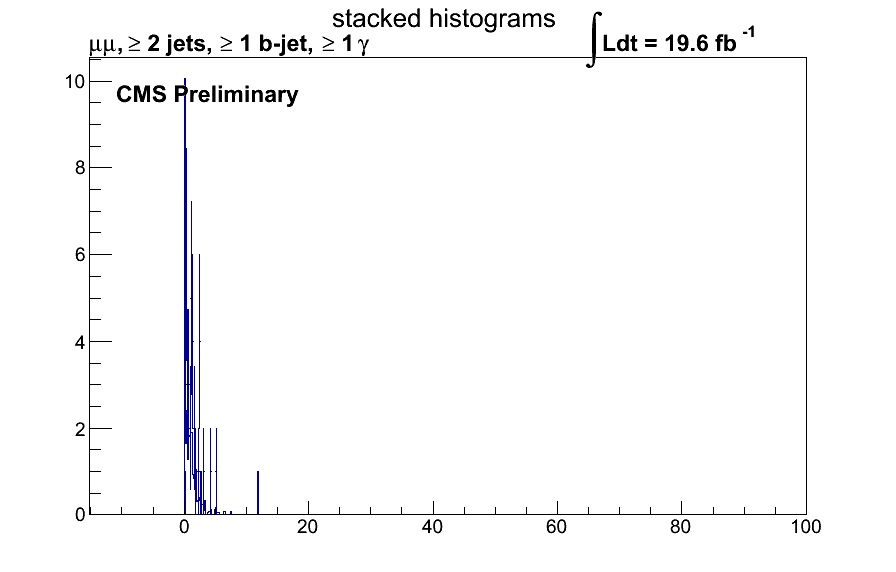 stacked histograms
μμ, ≥ 2 jets, ≥ 1 b-jet, ≥ 1 γ
∫Ldt = 19.6 fb⁻¹
CMS Preliminary
10
8
6
4
2
0
0 20 40 60 80 100